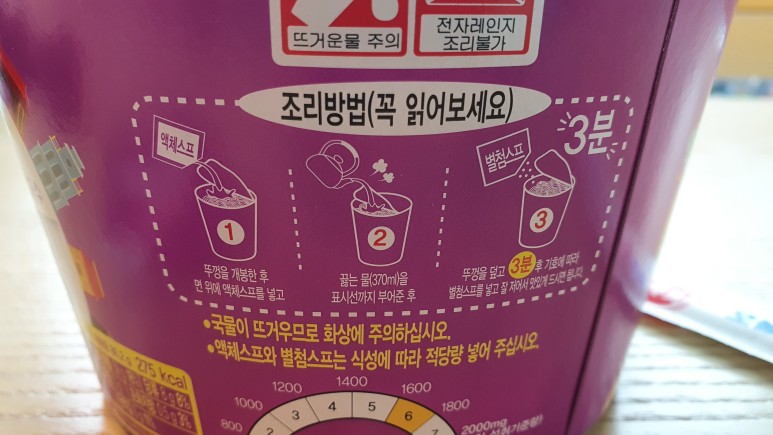 뜨거운물 주의
전자레인지
조리불가
조리방법(꼭 읽어보세요)
액체스프
별첨스프
3분
1
2
3
뚜껑을 개봉한 후
면 위에 액체스프를 넣고
끓는 물(370ml)을
표시선까지 부어준 후
뚜껑을 덮고 3분 후 기호에 따라
별첨스프를 넣고 잘 저어서 맛있게 드시면 됩니다.
•국물이 뜨거우므로 화상에 주의하십시오.
•액체스프와 별첨스프는 식성에 따라 적당량 넣어 주십시오.
275 kcal
800
1000
1200
1400
1600
1800
2000mg
2
3
4
5
6
7